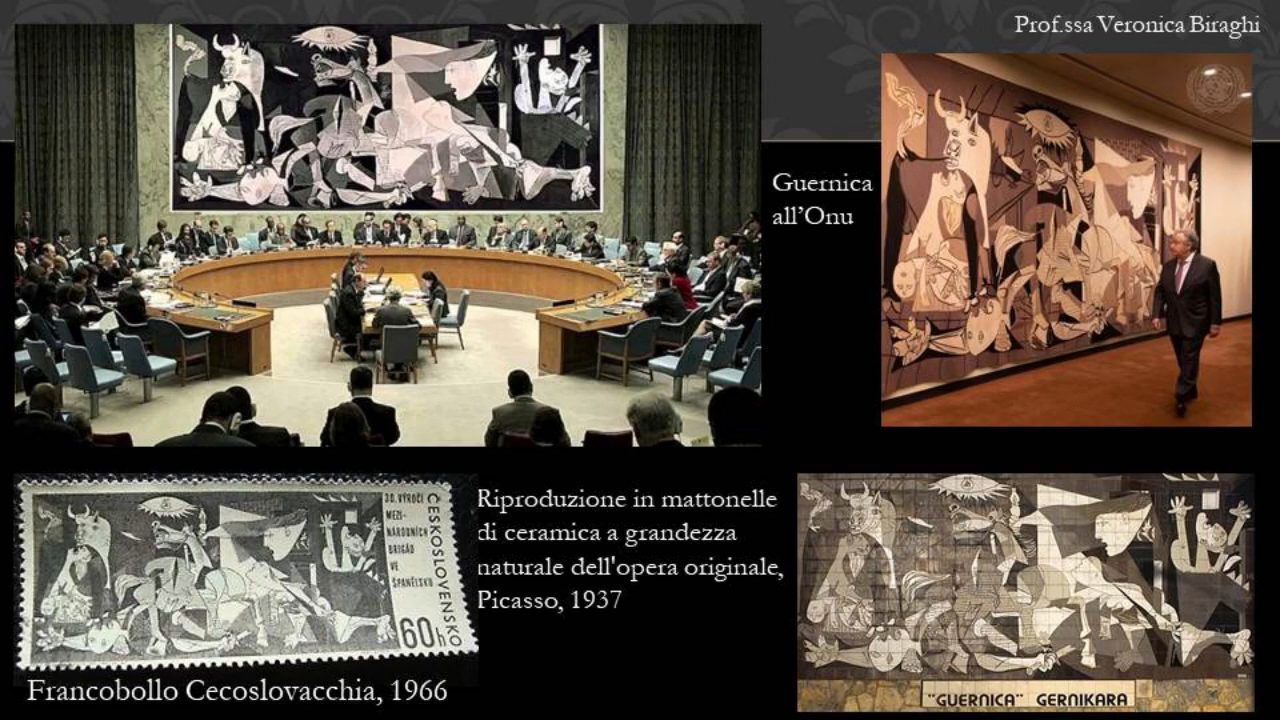 Prof.ssa Veronica Biraghi
Guernica
all’Onu
30. VÝROČÍ
MEZI-
NÁRODNÍCH
BRIGÁD
VE
ŠPANĚLSKU
ČESKOSLOVENSKO
60h
Riproduzione in mattonelle
di ceramica a grandezza
naturale dell'opera originale,
Picasso, 1937
Francobollo Cecoslovacchia, 1966
"GUERNICA" GERNIKARA